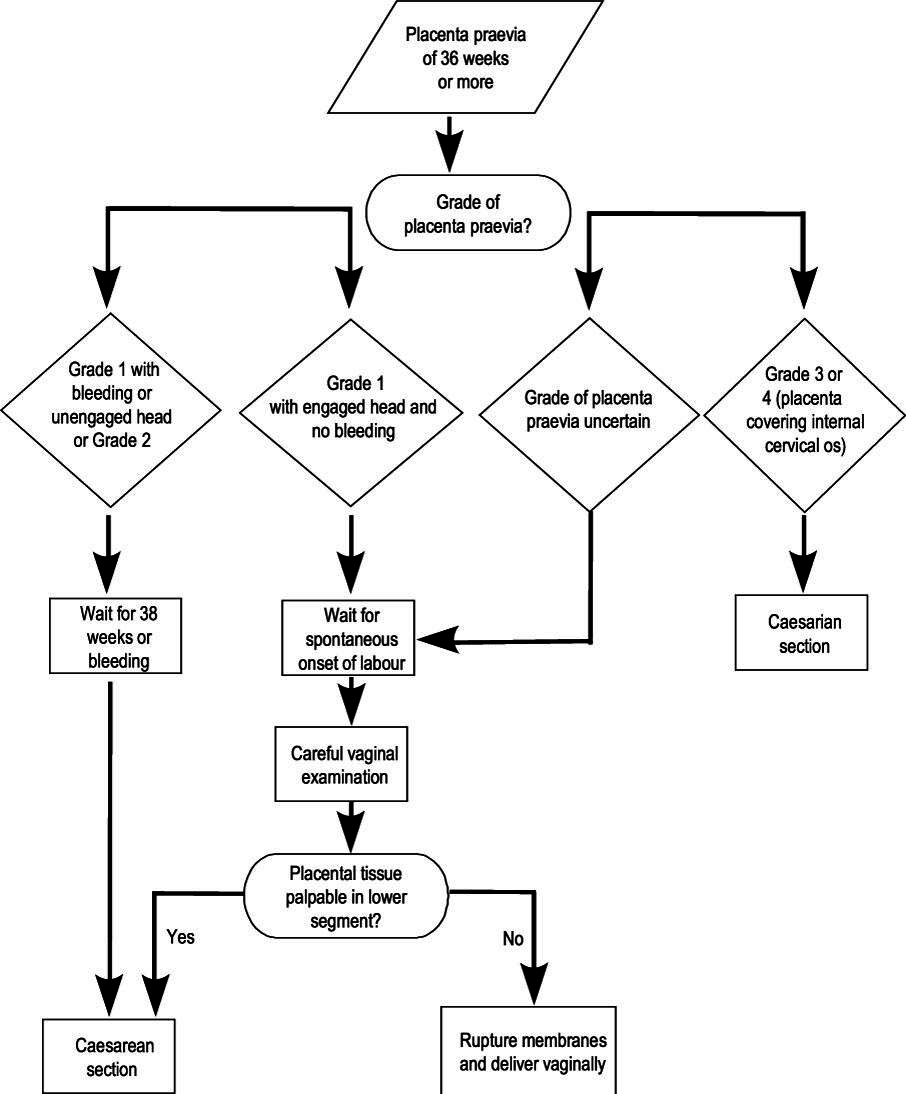 Placenta praevia
of 36 weeks
or more
Grade of
placenta praevia?
Grade 1 with
bleeding or
unengaged head
or Grade 2
Grade 1
with engaged head and
no bleeding
Grade of placenta
praevia uncertain
Grade 3 or
4 (placenta
covering internal
cervical os)
Wait for 38
weeks or
bleeding
Wait for
spontaneous
onset of labour
Caesarian
section
Careful vaginal
examination
Placental tissue
palpable in lower
segment?
Yes
No
Caesarean
section
Rupture membranes
and deliver vaginally